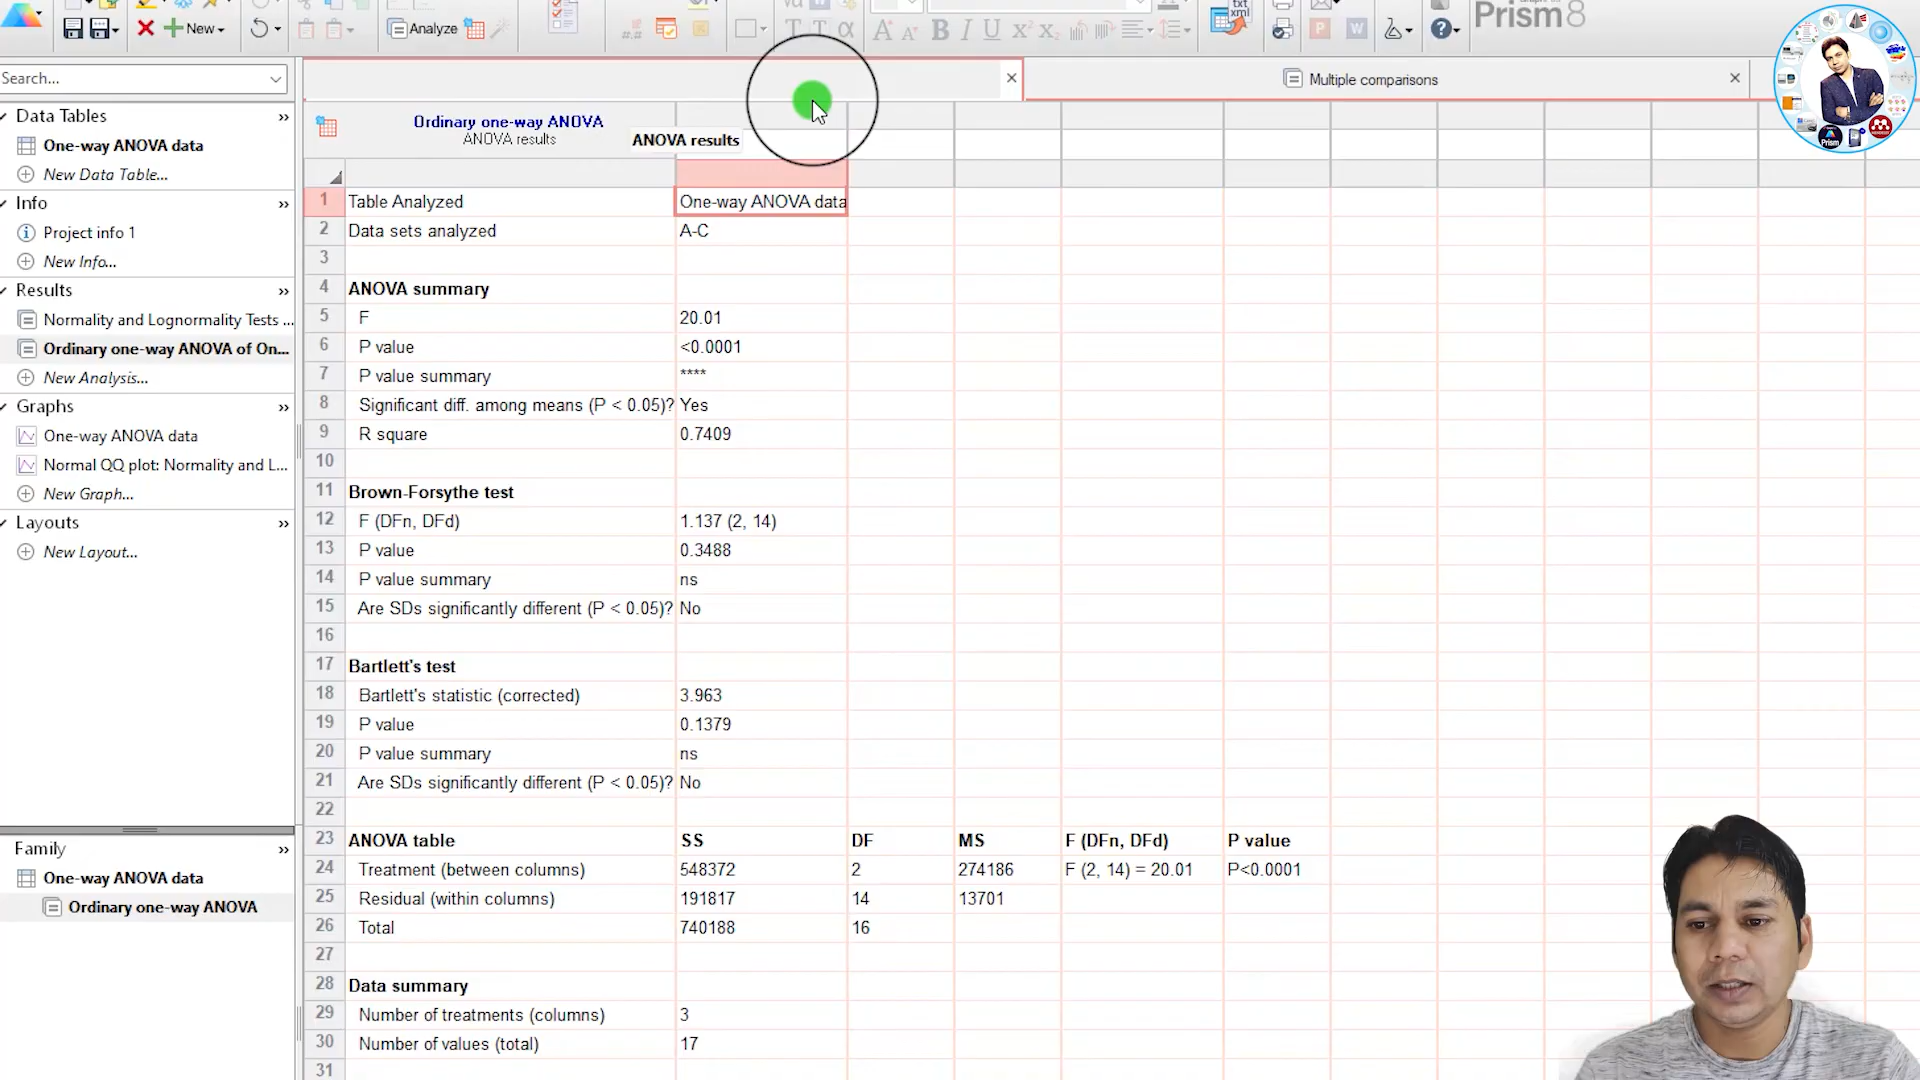 New
Analyze
Prism 8
Search...
Multiple comparisons
Data Tables
One-way ANOVA data
New Data Table...
Info
Project info 1
New Info...
Results
Normality and Lognormality Tests ...
Ordinary one-way ANOVA of On...
New Analysis...
Graphs
One-way ANOVA data
Normal QQ plot: Normality and L...
New Graph...
Layouts
New Layout...
Family
One-way ANOVA data
Ordinary one-way ANOVA
Ordinary one-way ANOVA
ANOVA results
ANOVA results
1 Table Analyzed One-way ANOVA data
2 Data sets analyzed A-C
3
4 ANOVA summary
5 F 20.01
6 P value <0.0001
7 P value summary ****
8 Significant diff. among means (P < 0.05)? Yes
9 R square 0.7409
10
11 Brown-Forsythe test
12 F (DFn, DFd) 1.137 (2, 14)
13 P value 0.3488
14 P value summary ns
15 Are SDs significantly different (P < 0.05)? No
16
17 Bartlett's test
18 Bartlett's statistic (corrected) 3.963
19 P value 0.1379
20 P value summary ns
21 Are SDs significantly different (P < 0.05)? No
22
23 ANOVA table SS DF MS F (DFn, DFd) P value
24 Treatment (between columns) 548372 2 274186 F (2, 14) = 20.01 P<0.0001
25 Residual (within columns) 191817 14 13701
26 Total 740188 16
27
28 Data summary
29 Number of treatments (columns) 3
30 Number of values (total) 17
31